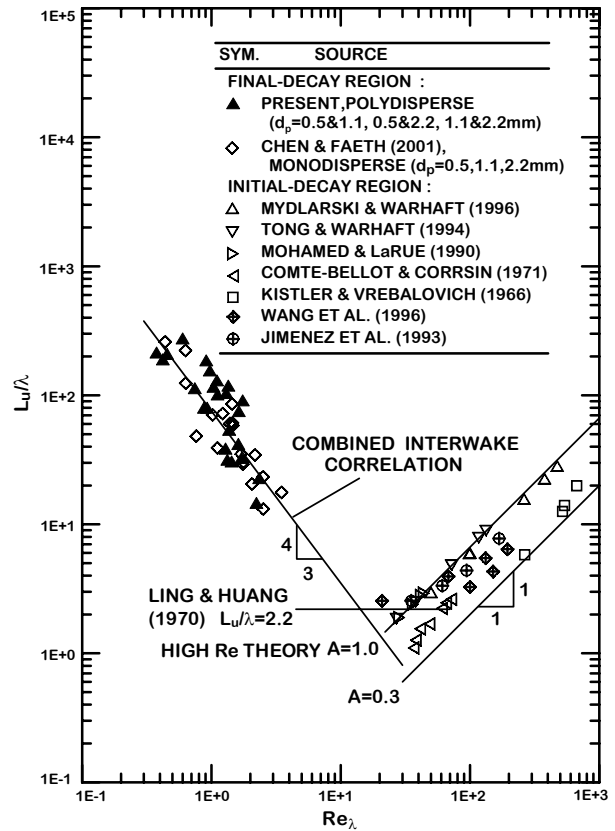 1E+5
1E+4
1E+3
1E+2
1E+1
1E+0
1E-1
L_u/λ
SYM. SOURCE
FINAL-DECAY REGION :
PRESENT,POLYDISPERSE
(d_p=0.5&1.1, 0.5&2.2, 1.1&2.2mm)
CHEN & FAETH (2001),
MONODISPERSE (d_p=0.5,1.1,2.2mm)
INITIAL-DECAY REGION :
MYDLARSKI & WARHAFT (1996)
TONG & WARHAFT (1994)
MOHAMED & LaRUE (1990)
COMTE-BELLOT & CORRSIN (1971)
KISTLER & VREBALOVICH (1966)
WANG ET AL. (1996)
JIMENEZ ET AL. (1993)
COMBINED INTERWAKE
CORRELATION
4
3
LING & HUANG
(1970) L_u/λ=2.2
HIGH Re THEORY A=1.0
A=0.3
1
1
1E-1 1E+0 1E+1 1E+2 1E+3
Re_λ